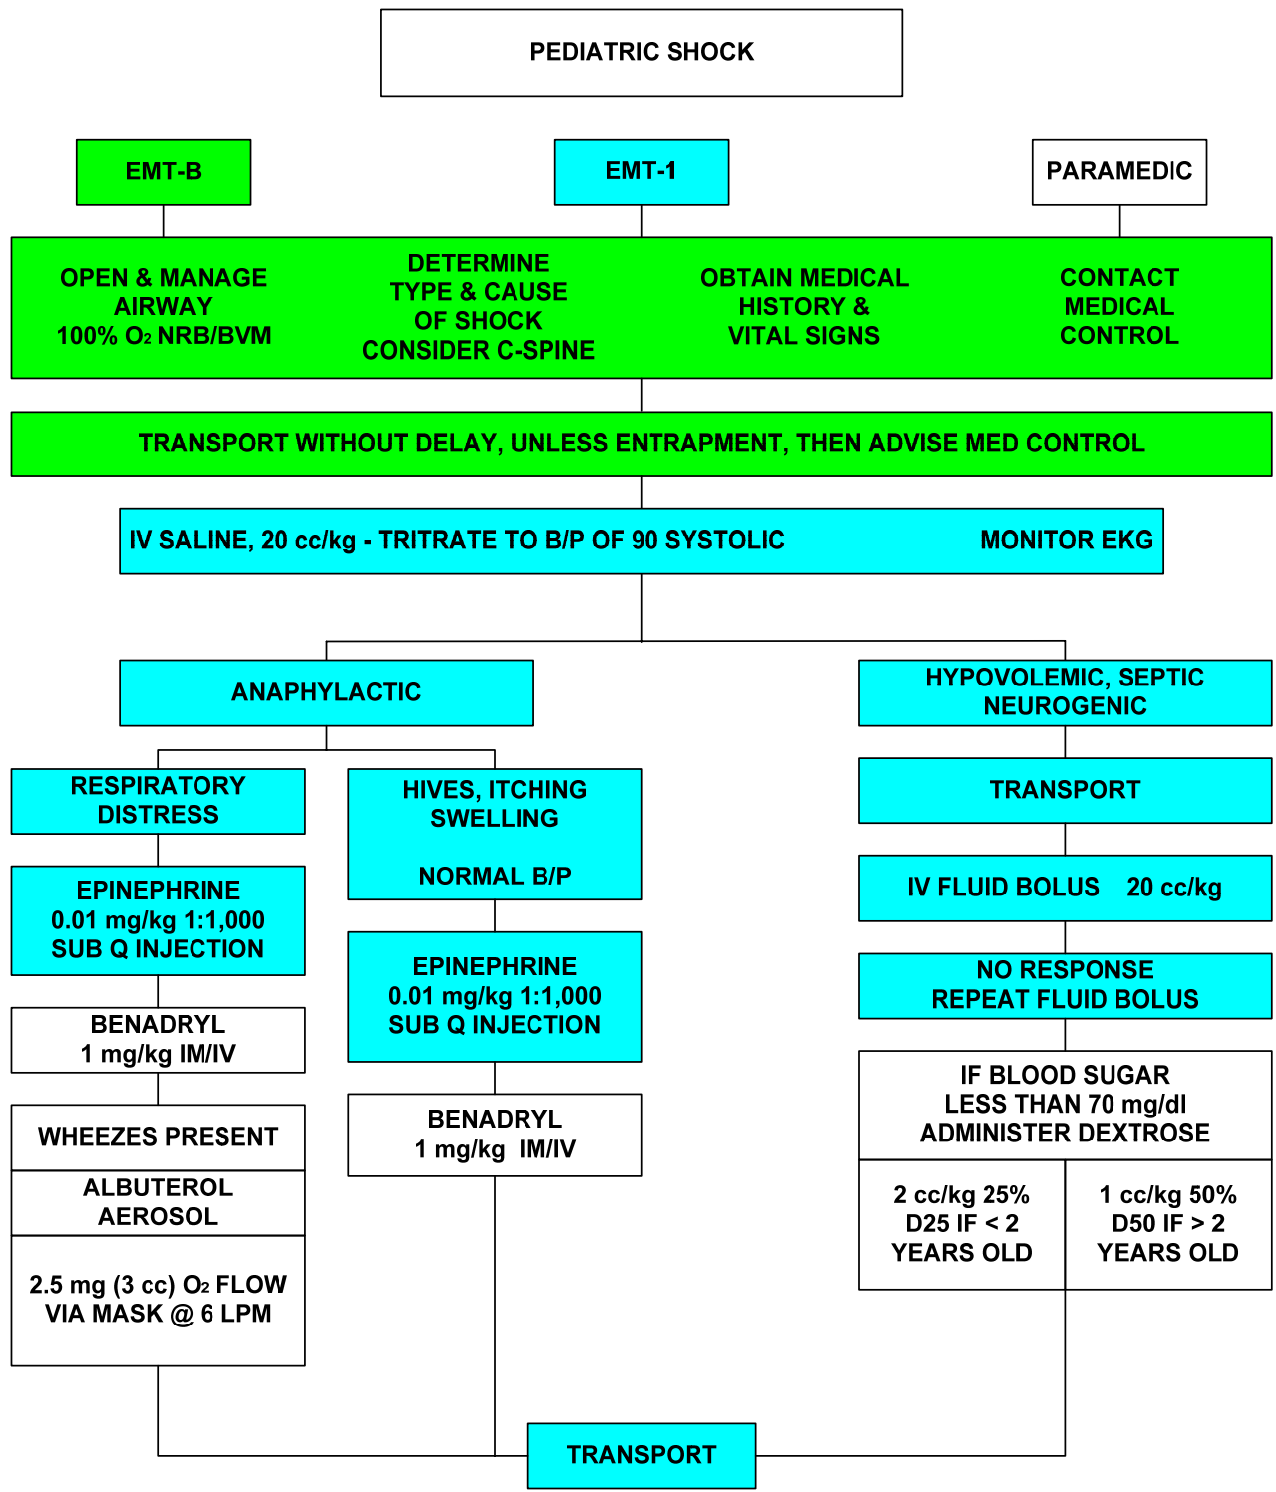 PEDIATRIC SHOCK
EMT-B
EMT-1
PARAMEDIC
OPEN & MANAGE
AIRWAY
100% O2 NRB/BVM
DETERMINE
TYPE & CAUSE
OF SHOCK
CONSIDER C-SPINE
OBTAIN MEDICAL
HISTORY &
VITAL SIGNS
CONTACT
MEDICAL
CONTROL
TRANSPORT WITHOUT DELAY, UNLESS ENTRAPMENT, THEN ADVISE MED CONTROL
IV SALINE, 20 cc/kg - TRITRATE TO B/P OF 90 SYSTOLIC MONITOR EKG
ANAPHYLACTIC
RESPIRATORY
DISTRESS
EPINEPHRINE
0.01 mg/kg 1:1,000
SUB Q INJECTION
BENADRYL
1 mg/kg IM/IV
WHEEZES PRESENT
ALBUTEROL
AEROSOL
2.5 mg (3 cc) O2 FLOW
VIA MASK @ 6 LPM
HIVES, ITCHING
SWELLING
NORMAL B/P
EPINEPHRINE
0.01 mg/kg 1:1,000
SUB Q INJECTION
BENADRYL
1 mg/kg IM/IV
HYPOVOLEMIC, SEPTIC
NEUROGENIC
TRANSPORT
IV FLUID BOLUS 20 cc/kg
NO RESPONSE
REPEAT FLUID BOLUS
IF BLOOD SUGAR
LESS THAN 70 mg/dl
ADMINISTER DEXTROSE
2 cc/kg 25%
D25 IF < 2
YEARS OLD
1 cc/kg 50%
D50 IF > 2
YEARS OLD
TRANSPORT